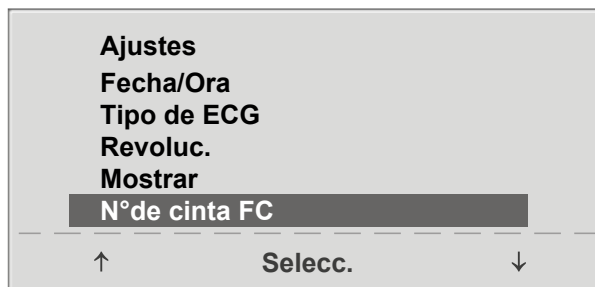 Ajustes
Fecha/Ora
Tipo de ECG
Revoluc.
Mostrar
N°de cinta FC
↑ Selecc. ↓